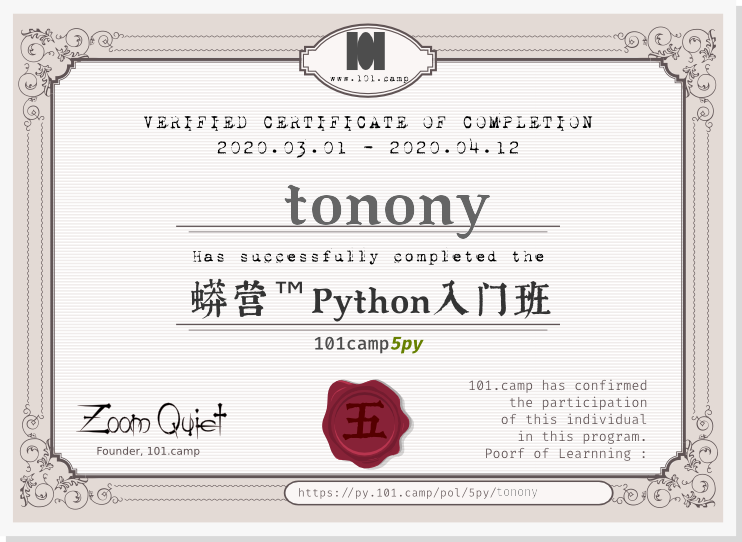 www.101.camp
VERIFIED CERTIFICATE OF COMPLETION
2020.03.01 - 2020.04.12
tonony
Has successfully completed the
蟒营™Python入门班
101camp5py
五
Zoom Quiet
Founder, 101.camp
101.camp has confirmed
the participation
of this individual
in this program.
Poorf of Learnning :
https://py.101.camp/pol/5py/tonony